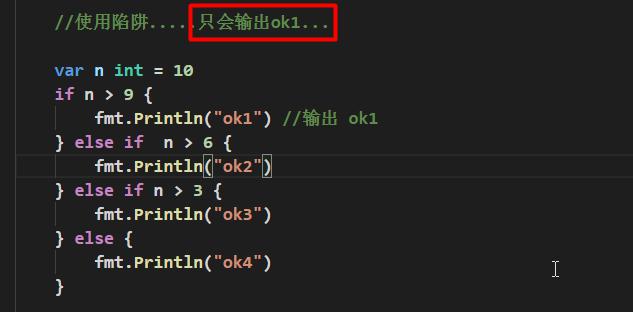 //使用陷阱.....只会输出ok1...
var n int = 10
if n > 9 {
    fmt.Println("ok1") //输出 ok1
} else if  n > 6 {
    fmt.Println("ok2")
} else if n > 3 {
    fmt.Println("ok3")
} else {
    fmt.Println("ok4")
}